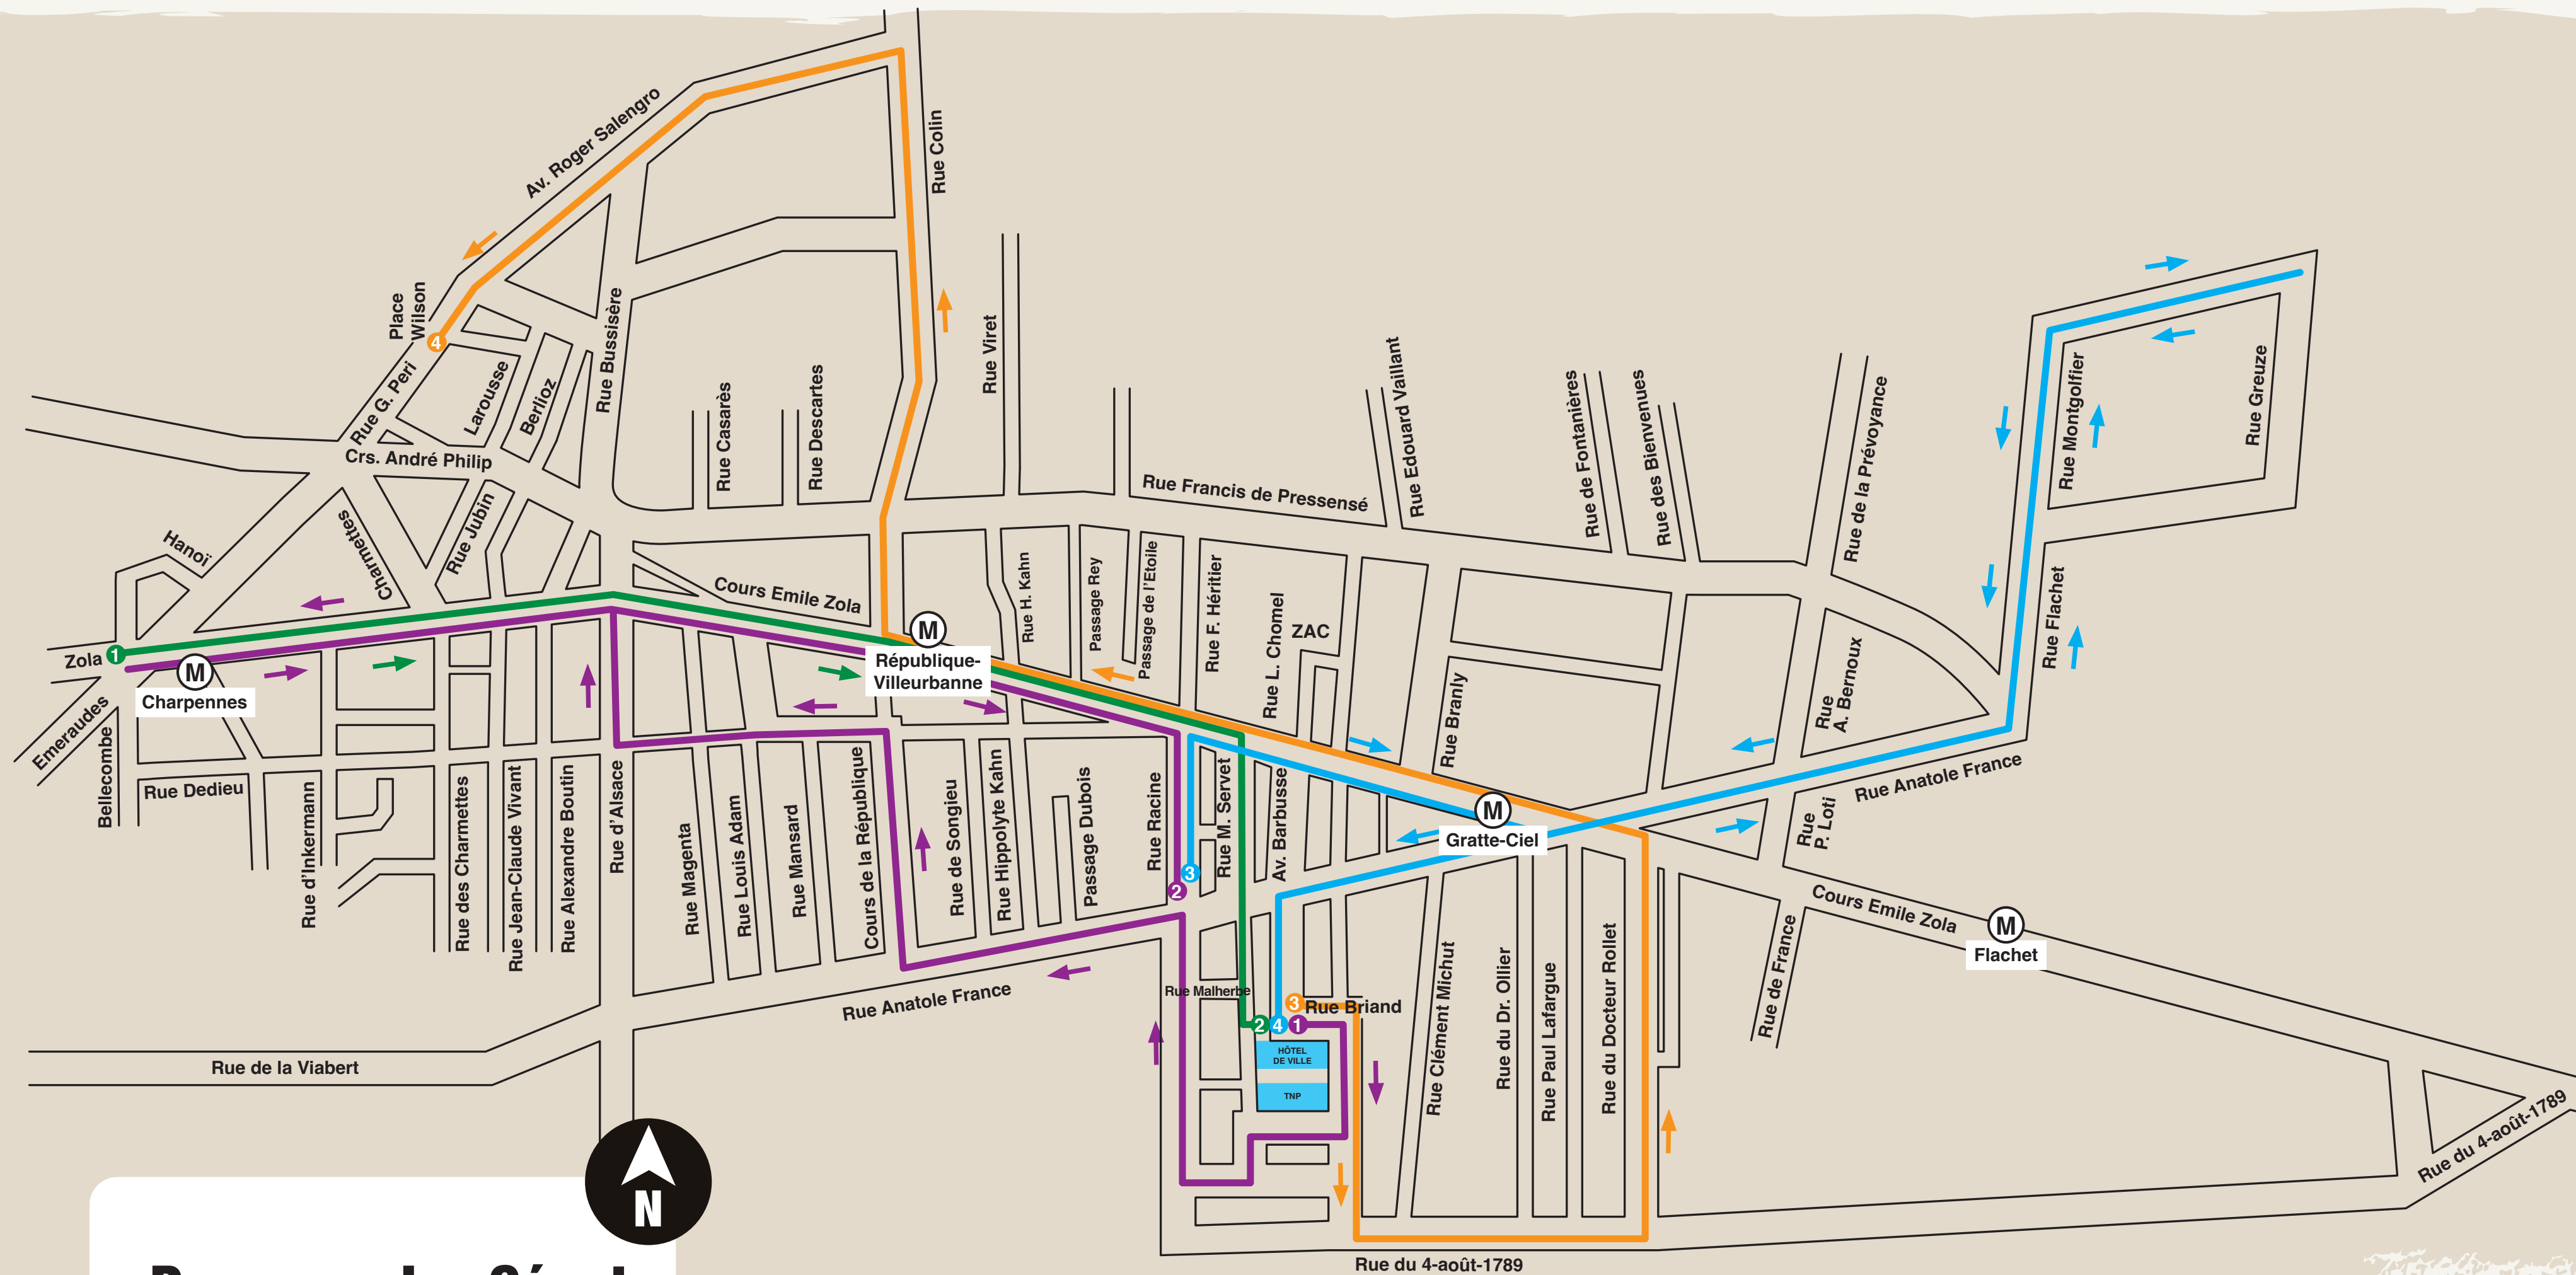 Av. Roger Salengro
Rue Colin
Place
Wilson
4
Rue G. Peri
Larousse
Berlioz
Rue Bussisère
Rue Casarès
Rue Descartes
Rue Viret
Rue Edouard Vaillant
Rue de Fontanières
Rue des Bienvenues
Rue de la Prévoyance
Rue Montgolfier
Rue Greuze
Crs. André Philip
Rue Francis de Pressensé
Hanoï
Charmettes
Rue Jubin
Cours Emile Zola
Rue H. Kahn
Passage Rey
Passage de l'Etoile
Rue F. Héritier
Rue L. Chomel
ZAC
Rue Branly
Rue
A. Bernoux
Rue Flachet
Zola
1
M
Charpennes
M
République-
Villeurbanne
Emeraudes
Bellecombe
Rue Dedieu
Rue d'Inkermann
Rue des Charmettes
Rue Jean-Claude Vivant
Rue Alexandre Boutin
Rue d'Alsace
Rue Magenta
Rue Louis Adam
Rue Mansard
Cours de la République
Rue de Songieu
Rue Hippolyte Kahn
Passage Dubois
Rue Racine
2
3
Rue M. Servet
Av. Barbusse
M
Gratte-Ciel
Rue Anatole France
Rue
P. Loti
Cours Emile Zola
M
Flachet
Rue de France
Rue Anatole France
Rue Malherbe
3
Rue Briand
2
4
1
HÔTEL
DE VILLE
TNP
Rue Clément Michut
Rue du Dr. Ollier
Rue Paul Lafargue
Rue du Docteur Rollet
Rue de la Viabert
N
Rue du 4-août-1789
Rue du 4-août-1789